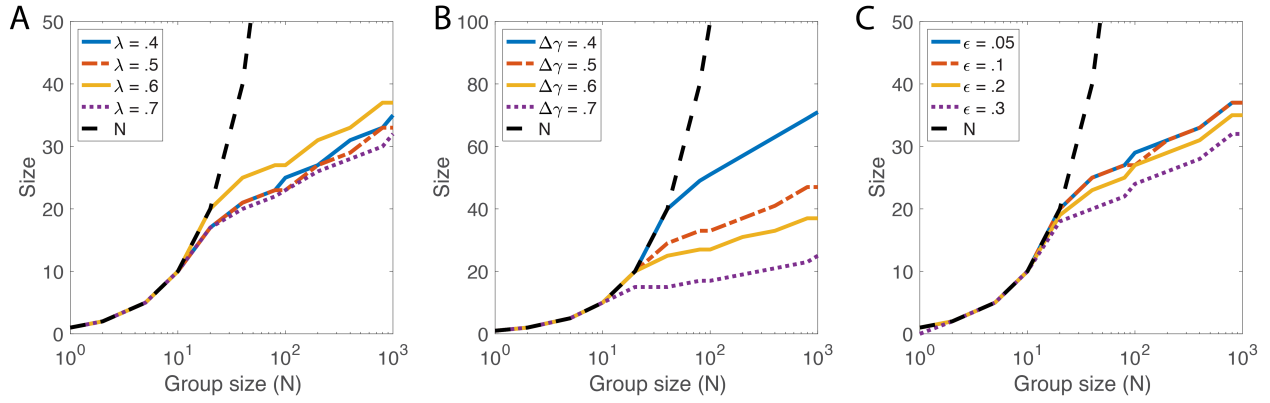 A
50
40
30
20
10
0
Size
λ = .4
λ = .5
λ = .6
λ = .7
N
10^0 10^1 10^2 10^3
Group size (N)
B
100
80
60
40
20
0
Size
Δγ = .4
Δγ = .5
Δγ = .6
Δγ = .7
N
10^0 10^1 10^2 10^3
Group size (N)
C
50
40
30
20
10
0
Size
ϵ = .05
ϵ = .1
ϵ = .2
ϵ = .3
N
10^0 10^1 10^2 10^3
Group size (N)